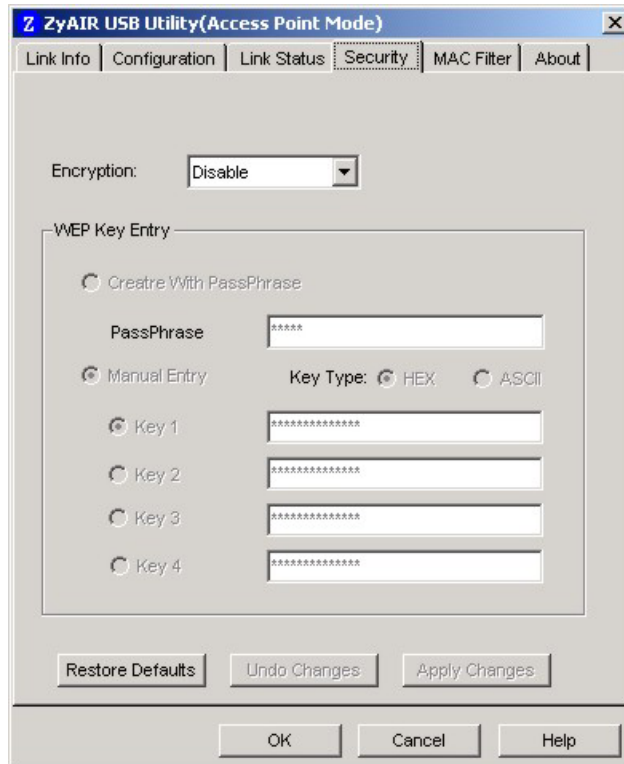 Z ZyAIR USB Utility(Access Point Mode)
Link Info Configuration Link Status Security MAC Filter About
Encryption: Disable
WEP Key Entry
Creatre With PassPhrase
PassPhrase *****
Manual Entry Key Type: HEX ASCII
Key 1 **************
Key 2 **************
Key 3 **************
Key 4 **************
Restore Defaults Undo Changes Apply Changes
OK Cancel Help